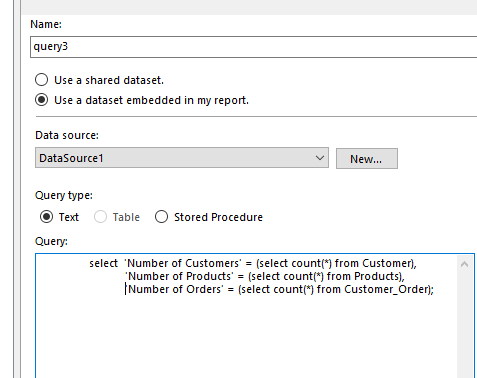 Name:
query3
Use a shared dataset.
Use a dataset embedded in my report.
Data source:
DataSource1
New...
Query type:
Text Table Stored Procedure
Query:
select 'Number of Customers' = (select count(*) from Customer),
'Number of Products' = (select count(*) from Products),
'Number of Orders' = (select count(*) from Customer_Order);